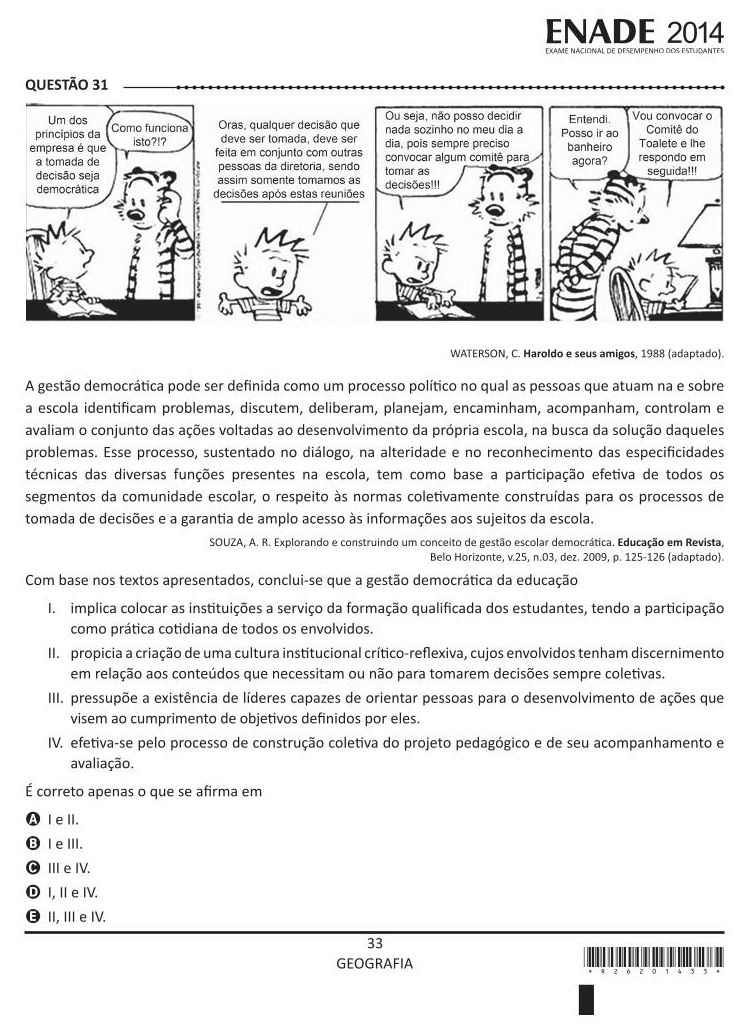 ENADE 2014
EXAME NACIONAL DE DESEMPENHO DOS ESTUDANTES
QUESTÃO 31
Um dos
princípios da
empresa é que
a tomada de
decisão seja
democrática
Como funciona
isto?!?
Oras, qualquer decisão que
deve ser tomada, deve ser
feita em conjunto com outras
pessoas da diretoria, sendo
assim somente tomamos as
decisões após estas reuniões
Ou seja, não posso decidir
nada sozinho no meu dia a
dia, pois sempre preciso
convocar algum comitê para
tomar as
decisões!!!
Entendi.
Posso ir ao
banheiro
agora?
Vou convocar o
Comitê do
Toalete e lhe
respondo em
seguida!!!
WATERSON, C. Haroldo e seus amigos, 1988 (adaptado).
A gestão democrática pode ser definida como um processo político no qual as pessoas que atuam na e sobre
a escola identificam problemas, discutem, deliberam, planejam, encaminham, acompanham, controlam e
avaliam o conjunto das ações voltadas ao desenvolvimento da própria escola, na busca da solução daqueles
problemas. Esse processo, sustentado no diálogo, na alteridade e no reconhecimento das especificidades
técnicas das diversas funções presentes na escola, tem como base a participação efetiva de todos os
segmentos da comunidade escolar, o respeito às normas coletivamente construídas para os processos de
tomada de decisões e a garantia de amplo acesso às informações aos sujeitos da escola.
SOUZA, A. R. Explorando e construindo um conceito de gestão escolar democrática. Educação em Revista,
Belo Horizonte, v.25, n.03, dez. 2009, p. 125-126 (adaptado).
Com base nos textos apresentados, conclui-se que a gestão democrática da educação
I. implica colocar as instituições a serviço da formação qualificada dos estudantes, tendo a participação
como prática cotidiana de todos os envolvidos.
II. propicia a criação de uma cultura institucional crítico-reflexiva, cujos envolvidos tenham discernimento
em relação aos conteúdos que necessitam ou não para tomarem decisões sempre coletivas.
III. pressupõe a existência de líderes capazes de orientar pessoas para o desenvolvimento de ações que
visem ao cumprimento de objetivos definidos por eles.
IV. efetiva-se pelo processo de construção coletiva do projeto pedagógico e de seu acompanhamento e
avaliação.
É correto apenas o que se afirma em
A I e II.
B I e III.
C III e IV.
D I, II e IV.
E II, III e IV.
33
GEOGRAFIA
*R26201433*